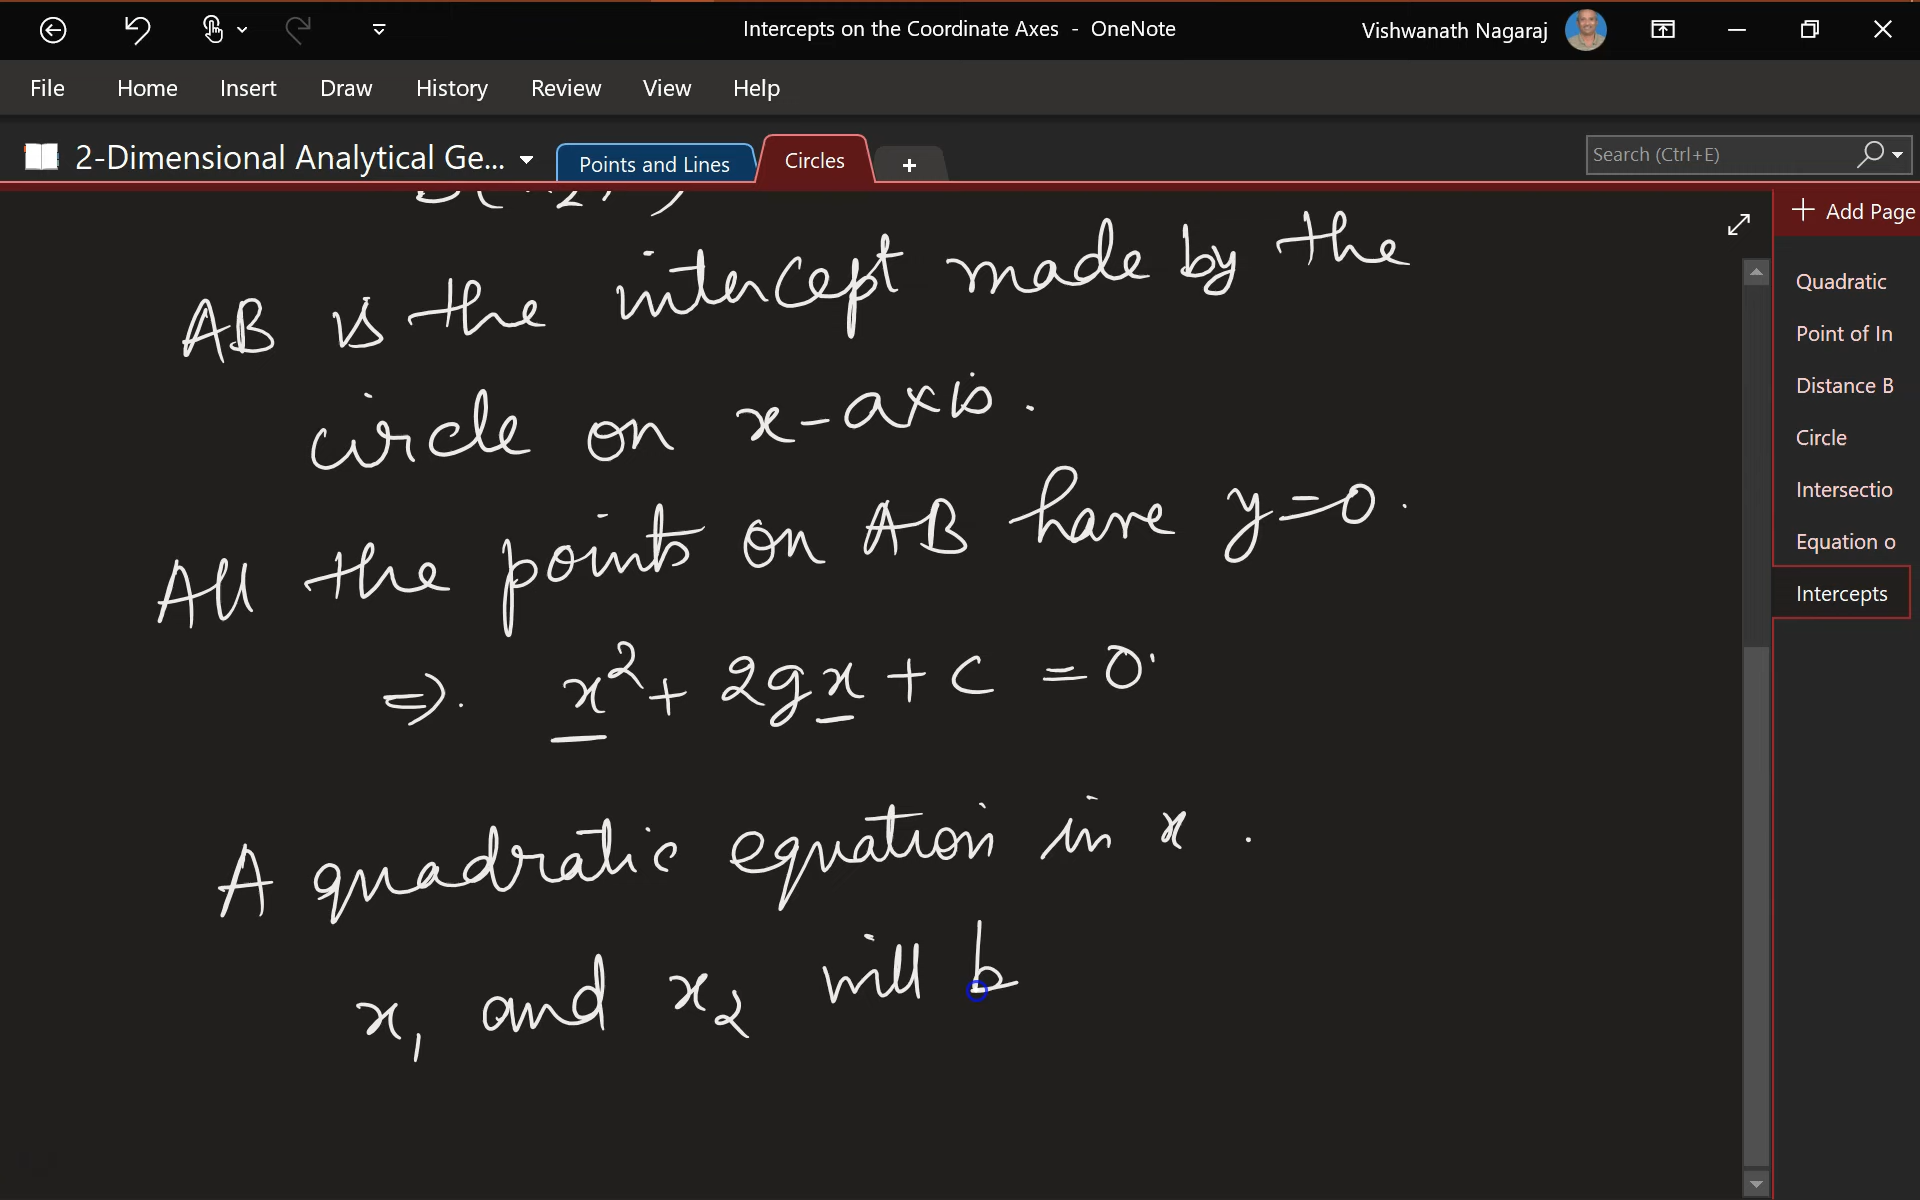 Intercepts on the Coordinate Axes - OneNote
Vishwanath Nagaraj
File Home Insert Draw History Review View Help
2-Dimensional Analytical Ge...
Points and Lines
Circles
+
Search (Ctrl+E)
+ Add Page
Quadratic
Point of In
Distance B
Circle
Intersectio
Equation o
Intercepts
AB is the intercept made by the
circle on x-axis.
All the points on AB have y=0.
⇒ x² + 2gx + c = 0
A quadratic equation in x.
x₁ and x₂ will b